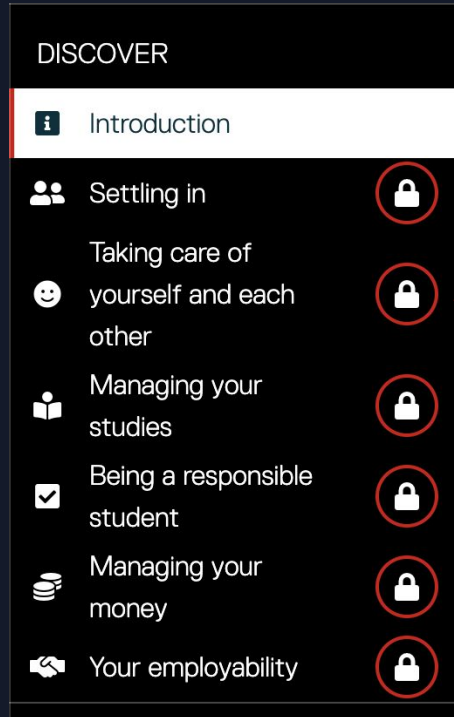 DISCOVER
Introduction
Settling in
Taking care of
yourself and each
other
Managing your
studies
Being a responsible
student
Managing your
money
Your employability